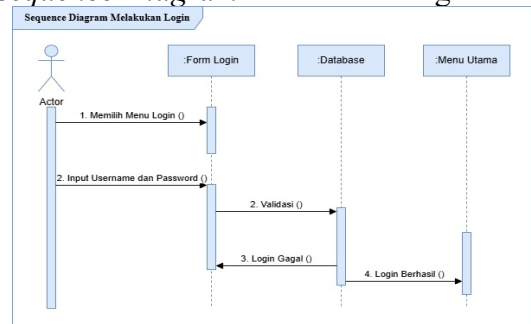 Sequence Diagram Melakukan Login
:Form Login
:Database
:Menu Utama
Actor
1. Memilih Menu Login ()
2. Input Username dan Password ()
2. Validasi ()
3. Login Gagal ()
4. Login Berhasil ()